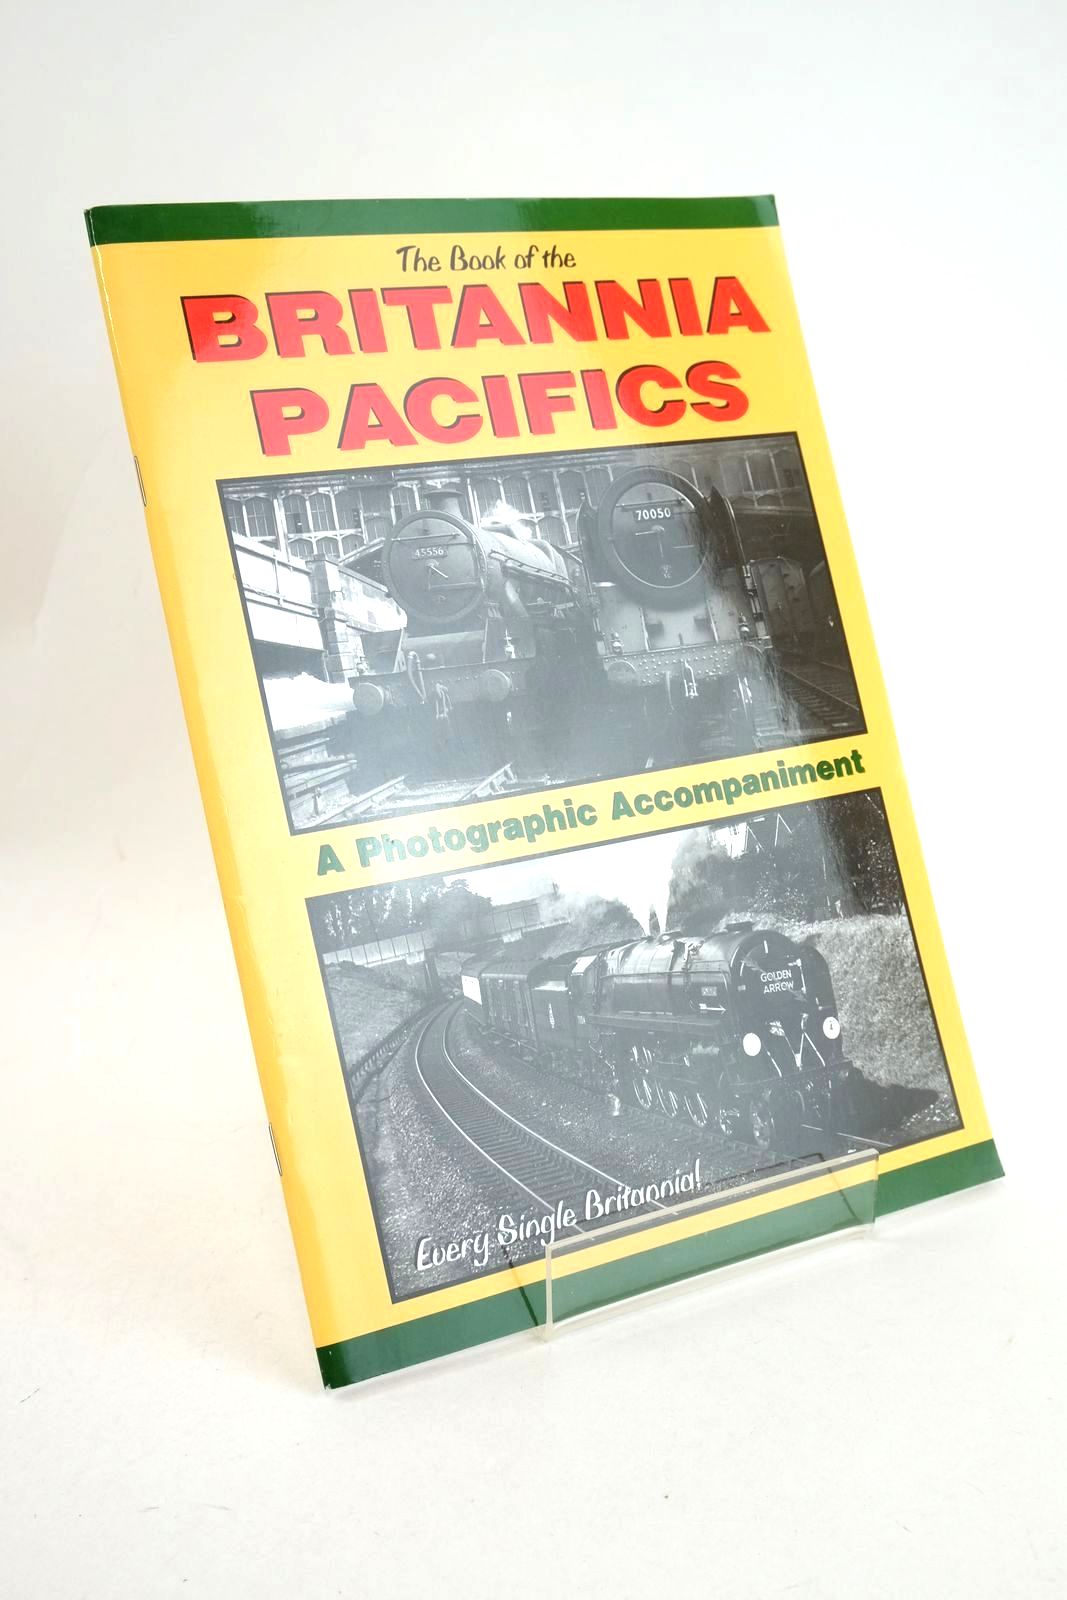 The Book of the
BRITANNIA
PACIFICS
45556
70050
A Photographic Accompaniment
GOLDEN
ARROW
Every Single Britannia!